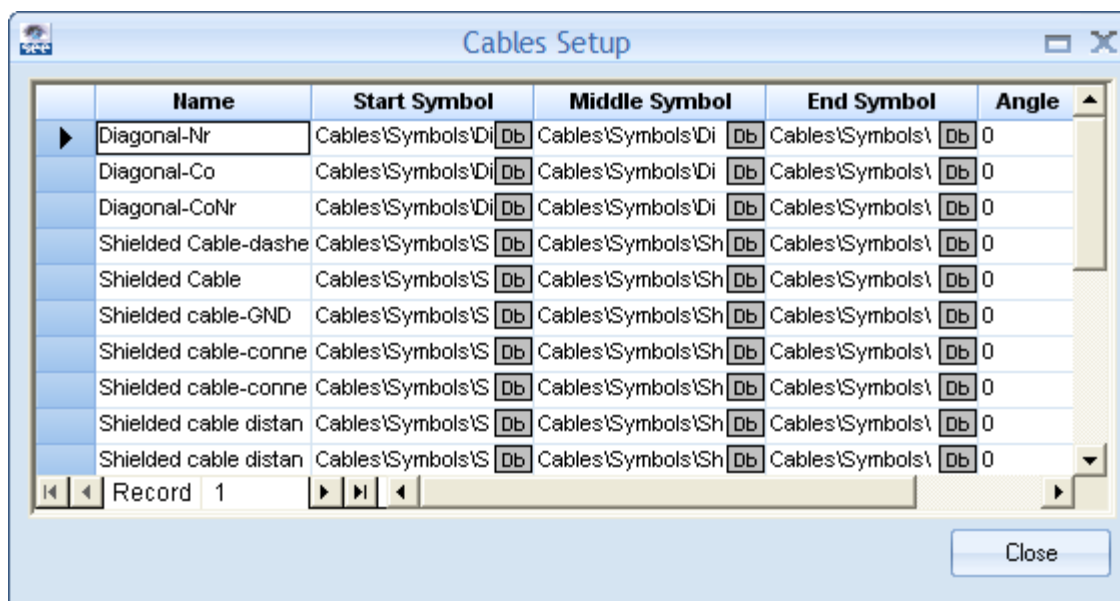 see
Cables Setup
Name Start Symbol Middle Symbol End Symbol Angle
Diagonal-Nr Cables\Symbols\Di Db Cables\Symbols\Di Db Cables\Symbols\ Db 0
Diagonal-Co Cables\Symbols\Di Db Cables\Symbols\Di Db Cables\Symbols\ Db 0
Diagonal-CoNr Cables\Symbols\Di Db Cables\Symbols\Di Db Cables\Symbols\ Db 0
Shielded Cable-dashe Cables\Symbols\S Db Cables\Symbols\Sh Db Cables\Symbols\ Db 0
Shielded Cable Cables\Symbols\S Db Cables\Symbols\Sh Db Cables\Symbols\ Db 0
Shielded cable-GND Cables\Symbols\S Db Cables\Symbols\Sh Db Cables\Symbols\ Db 0
Shielded cable-conne Cables\Symbols\S Db Cables\Symbols\Sh Db Cables\Symbols\ Db 0
Shielded cable-conne Cables\Symbols\S Db Cables\Symbols\Sh Db Cables\Symbols\ Db 0
Shielded cable distan Cables\Symbols\S Db Cables\Symbols\Sh Db Cables\Symbols\ Db 0
Shielded cable distan Cables\Symbols\S Db Cables\Symbols\Sh Db Cables\Symbols\ Db 0
Record 1
Close